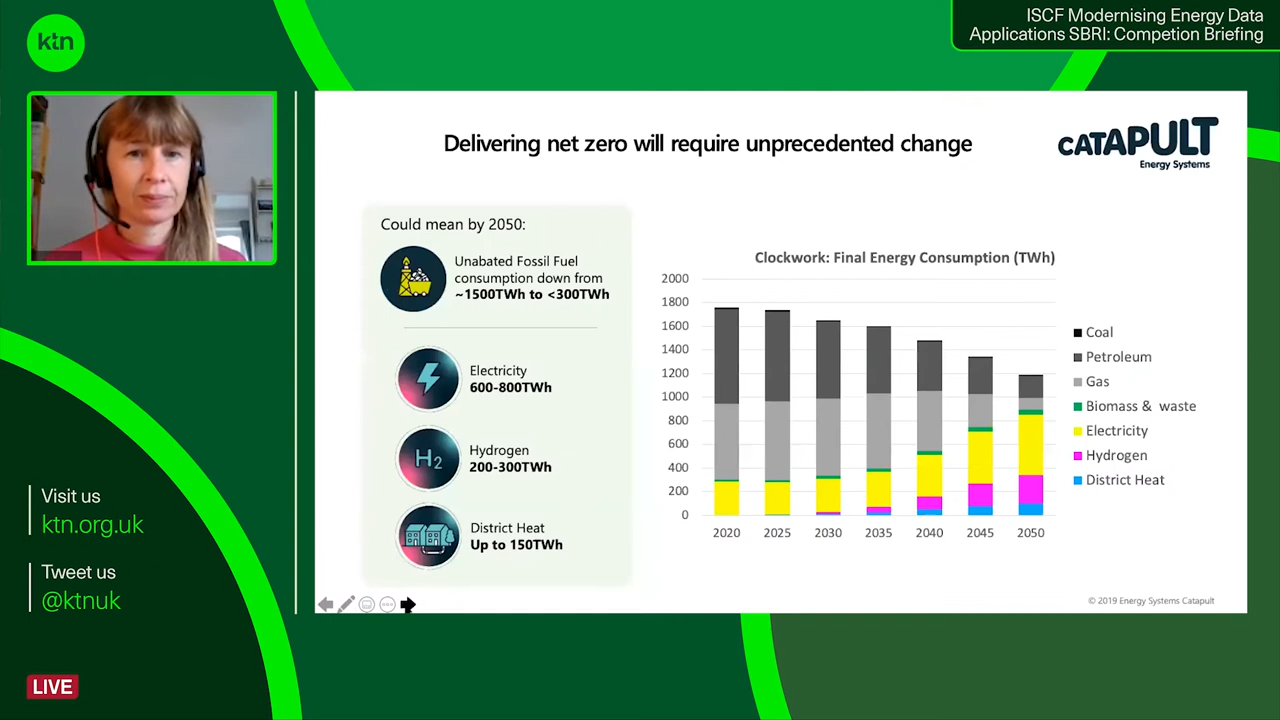 ktn
ISCF Modernising Energy Data
Applications SBRI: Competion Briefing
Delivering net zero will require unprecedented change
CATAPULT
Energy Systems
Could mean by 2050:
Unabated Fossil Fuel
consumption down from
~1500TWh to <300TWh
Electricity
600-800TWh
H2
Hydrogen
200-300TWh
District Heat
Up to 150TWh
Clockwork: Final Energy Consumption (TWh)
2000
1800
1600
1400
1200
1000
800
600
400
200
0
2020 2025 2030 2035 2040 2045 2050
Coal
Petroleum
Gas
Biomass & waste
Electricity
Hydrogen
District Heat
© 2019 Energy Systems Catapult
Visit us
ktn.org.uk
Tweet us
@ktnuk
LIVE